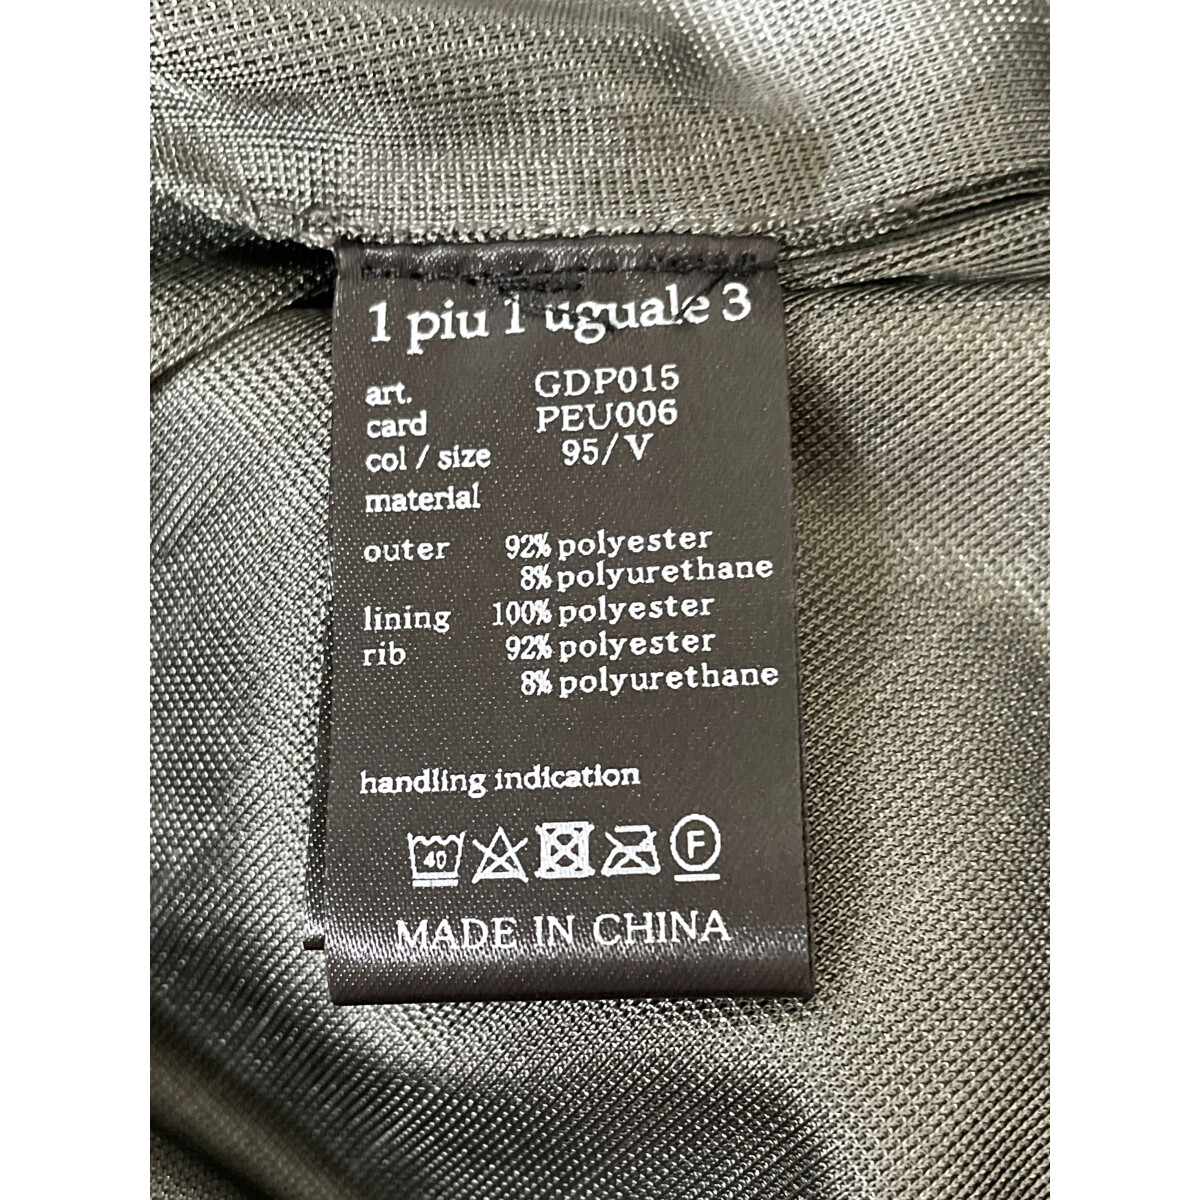 1 piu 1 uguale 3
art. GDP015
card PEU006
col / size 95/V
material
outer 92% polyester
8% polyurethane
lining 100% polyester
rib 92% polyester
8% polyurethane
handling indication
40 F
MADE IN CHINA